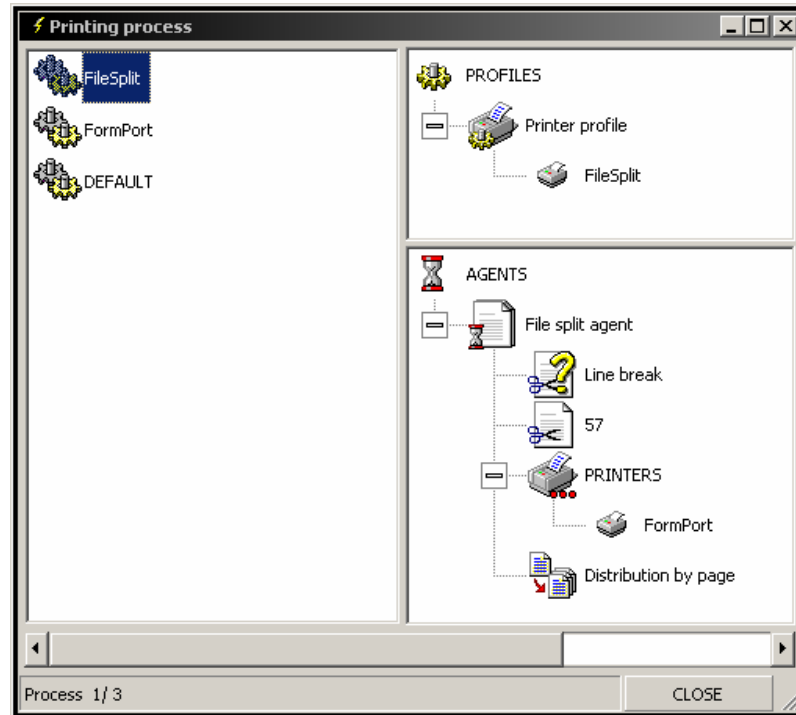 Printing process
FileSplit
FormPort
DEFAULT
PROFILES
Printer profile
FileSplit
AGENTS
File split agent
Line break
57
PRINTERS
FormPort
Distribution by page
Process 1/ 3
CLOSE